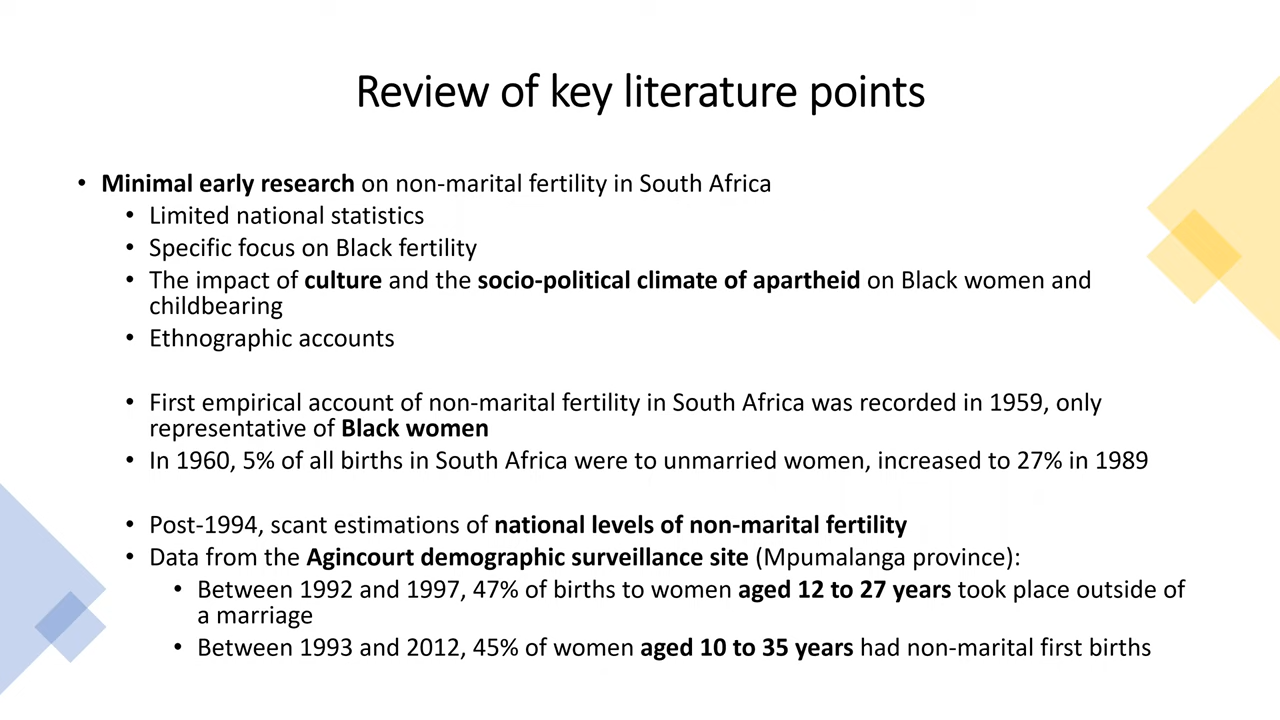 Review of key literature points
• Minimal early research on non-marital fertility in South Africa
• Limited national statistics
• Specific focus on Black fertility
• The impact of culture and the socio-political climate of apartheid on Black women and
childbearing
• Ethnographic accounts
• First empirical account of non-marital fertility in South Africa was recorded in 1959, only
representative of Black women
• In 1960, 5% of all births in South Africa were to unmarried women, increased to 27% in 1989
• Post-1994, scant estimations of national levels of non-marital fertility
• Data from the Agincourt demographic surveillance site (Mpumalanga province):
• Between 1992 and 1997, 47% of births to women aged 12 to 27 years took place outside of
a marriage
• Between 1993 and 2012, 45% of women aged 10 to 35 years had non-marital first births